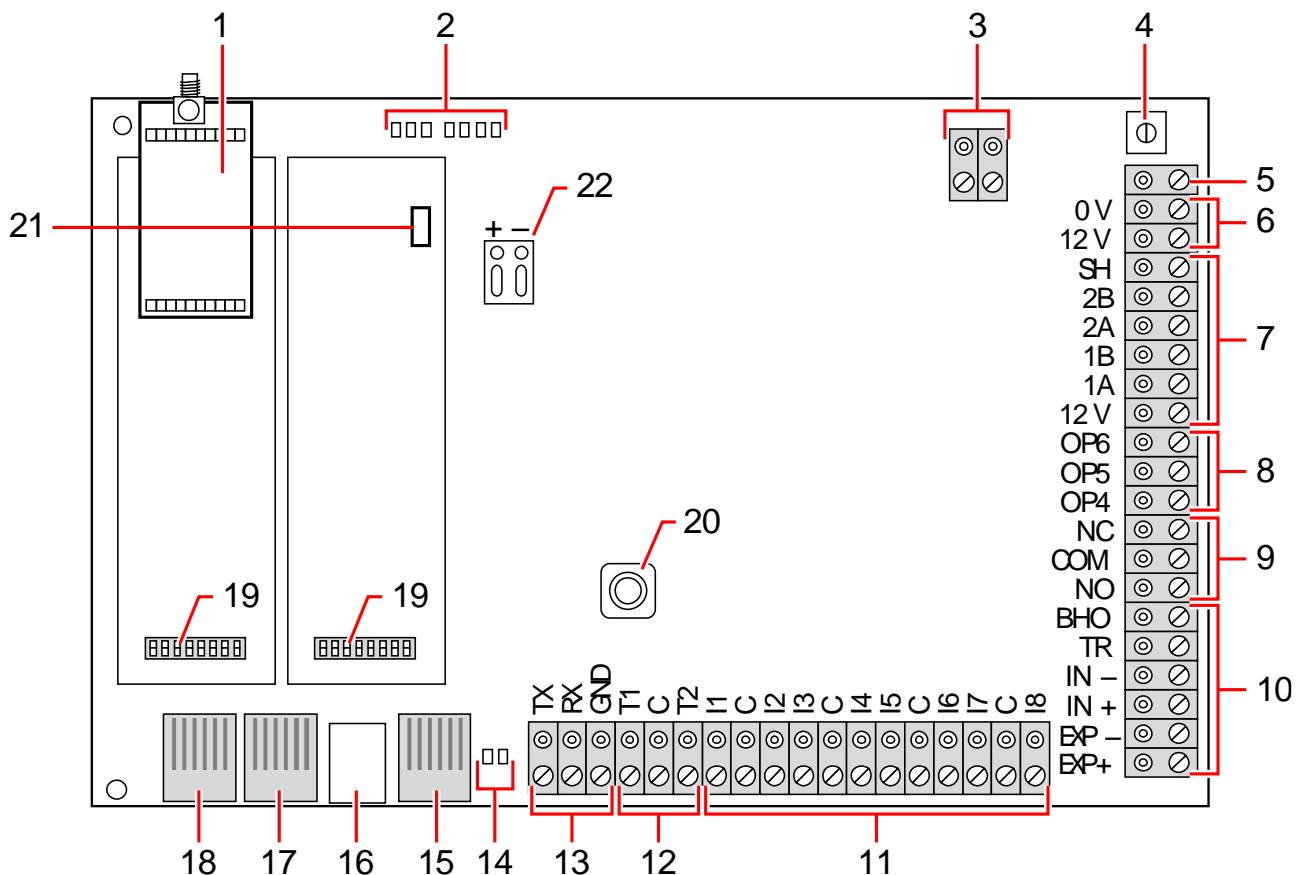 1 2 3 4
5
0 V
6
12 V
SH
2B
2A
7
1B
1A
12 V
OP6
OP5
8
OP4
NC
COM
9
NO
BHO
TR
IN –
10
IN +
EXP –
EXP+
21
22
+ –
20
19 19
TX RX GND T1 C T2 I1 C I2 I3 C I4 I5 C I6 I7 C I8
18 17 16 15 14 13 12 11